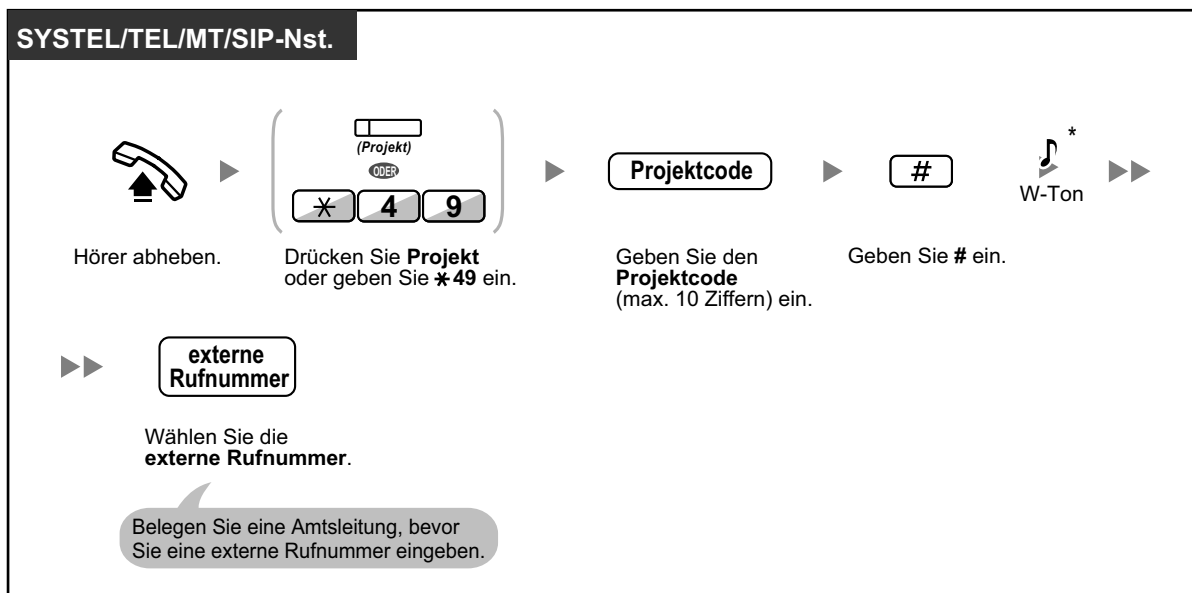 SYSTEL/TEL/MT/SIP-Nst.
(Projekt)
ODER
* 4 9
Projektcode
#
*
W-Ton
Hörer abheben.
Drücken Sie Projekt
oder geben Sie *49 ein.
Geben Sie den
Projektcode
(max. 10 Ziffern) ein.
Geben Sie # ein.
externe
Rufnummer
Wählen Sie die
externe Rufnummer.
Belegen Sie eine Amtsleitung, bevor
Sie eine externe Rufnummer eingeben.